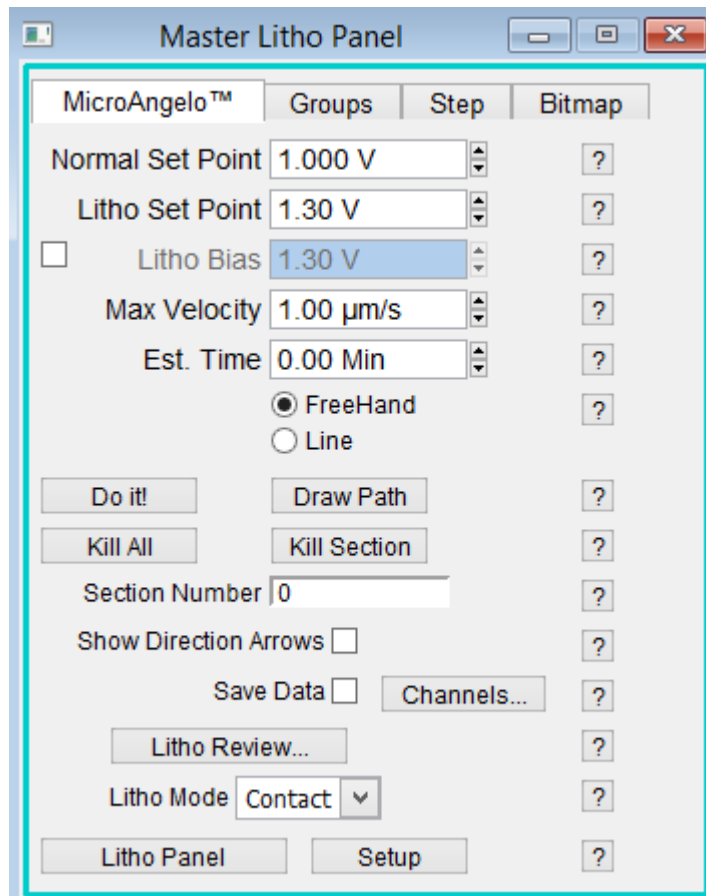 Master Litho Panel
MicroAngelo™ Groups Step Bitmap
Normal Set Point 1.000 V ?
Litho Set Point 1.30 V ?
Litho Bias 1.30 V ?
Max Velocity 1.00 µm/s ?
Est. Time 0.00 Min ?
FreeHand ?
Line
Do it! Draw Path ?
Kill All Kill Section ?
Section Number 0 ?
Show Direction Arrows ?
Save Data Channels... ?
Litho Review... ?
Litho Mode Contact ?
Litho Panel Setup ?